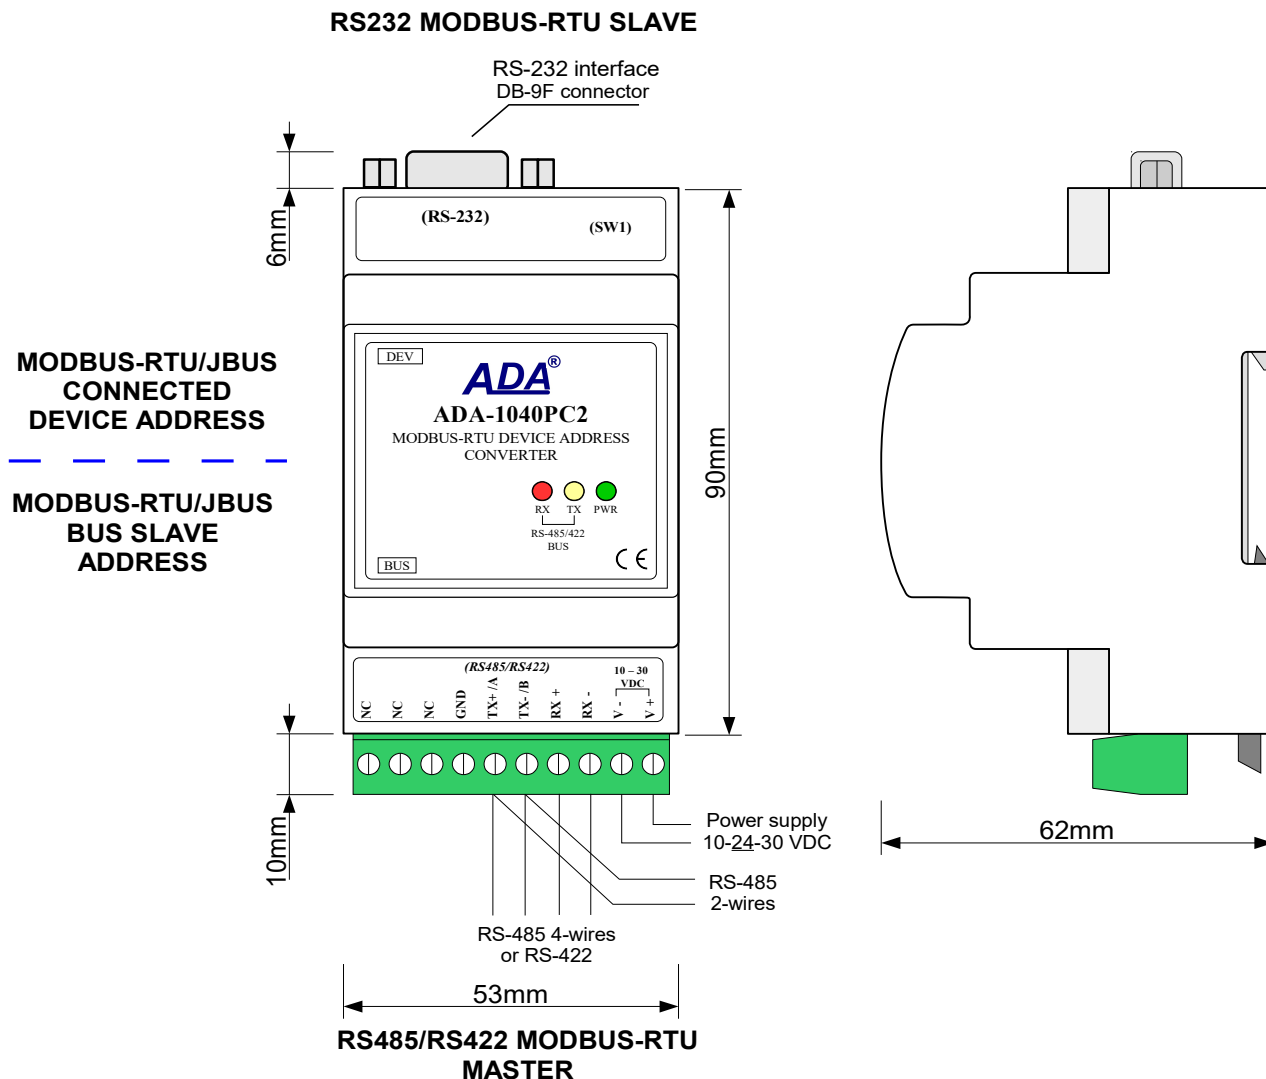 RS232 MODBUS-RTU SLAVE
RS-232 interface
DB-9F connector
6mm
(RS-232)
(SW1)
MODBUS-RTU/JBUS
CONNECTED
DEVICE ADDRESS
MODBUS-RTU/JBUS
BUS SLAVE
ADDRESS
DEV
ADA®
ADA-1040PC2
MODBUS-RTU DEVICE ADDRESS
CONVERTER
RX TX PWR
RS-485/422
BUS
BUS
CE
90mm
(RS485/RS422)
10 – 30
VDC
NC
NC
NC
GND
TX+ /A
TX- /B
RX +
RX -
V -
V +
10mm
Power supply
10-24-30 VDC
RS-485
2-wires
RS-485 4-wires
or RS-422
62mm
53mm
RS485/RS422 MODBUS-RTU
MASTER